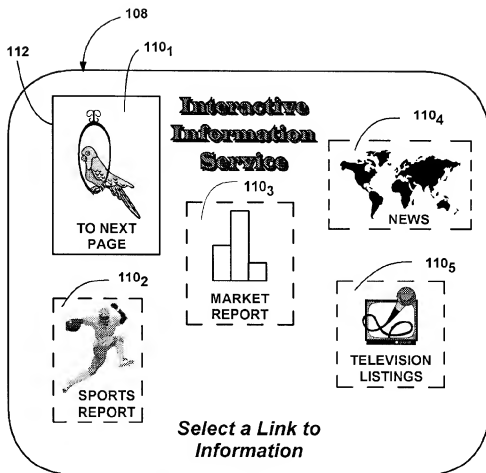 108
112
110₁
Interactive
Information
Service
110₄
NEWS
TO NEXT
PAGE
110₃
MARKET
REPORT
110₂
SPORTS
REPORT
110₅
TELEVISION
LISTINGS
Select a Link to
Information